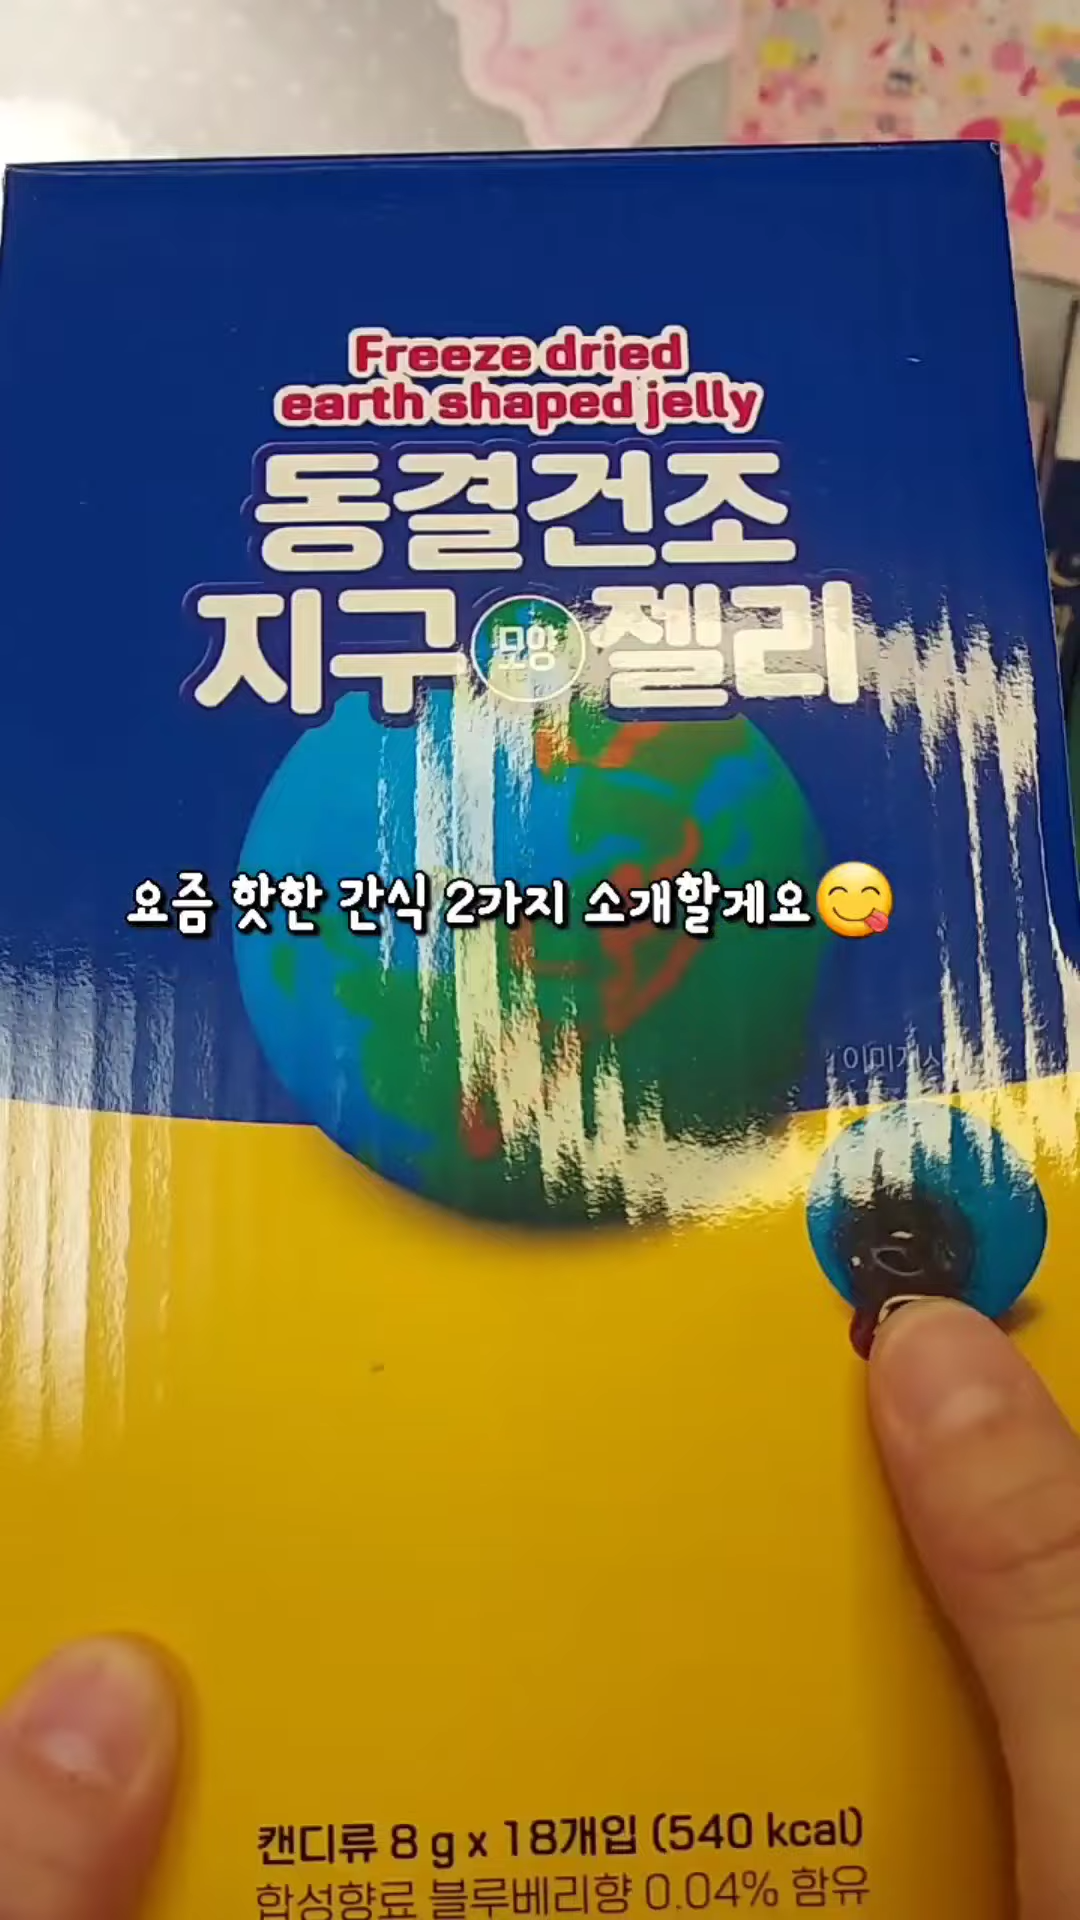 Freeze dried
earth shaped jelly
동결건조
지구 모양 젤리
요즘 핫한 간식 2가지 소개할게요😋
캔디류 8 g x 18개입 (540 kcal)
합성향료 블루베리향 0.04% 함유